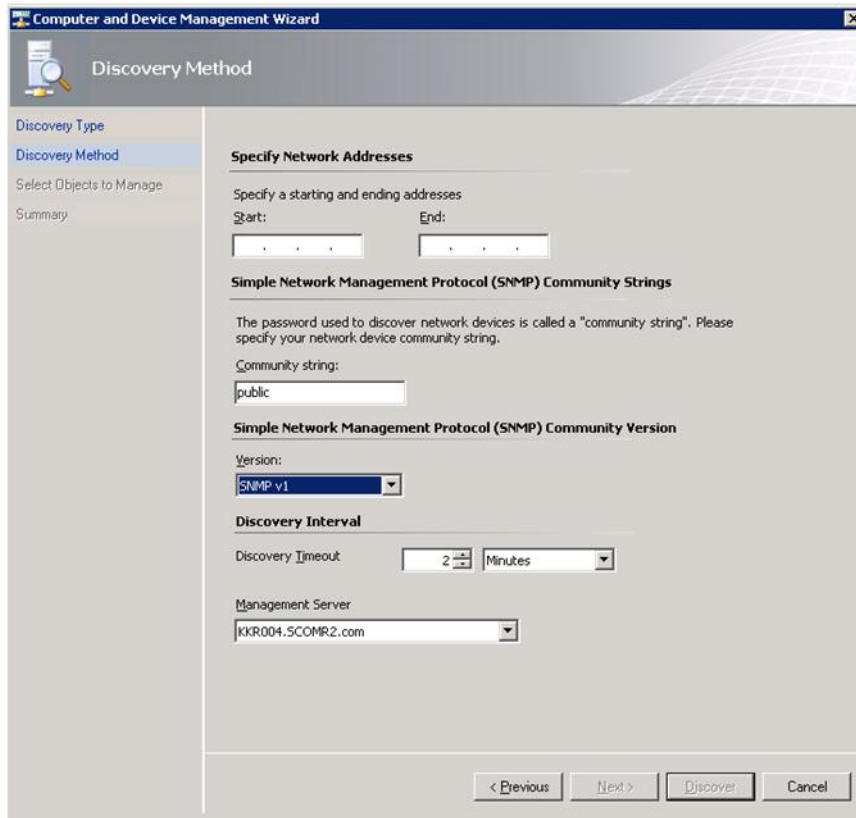 Computer and Device Management Wizard
Discovery Method
Discovery Type
Discovery Method
Select Objects to Manage
Summary
Specify Network Addresses
Specify a starting and ending addresses
Start: End:
. . . . . .
Simple Network Management Protocol (SNMP) Community Strings
The password used to discover network devices is called a "community string". Please
specify your network device community string.
Community string:
public
Simple Network Management Protocol (SNMP) Community Version
Version:
SNMP v1
Discovery Interval
Discovery Timeout 2 Minutes
Management Server
KKR004.SCOMR2.com
< Previous Next > Discover Cancel